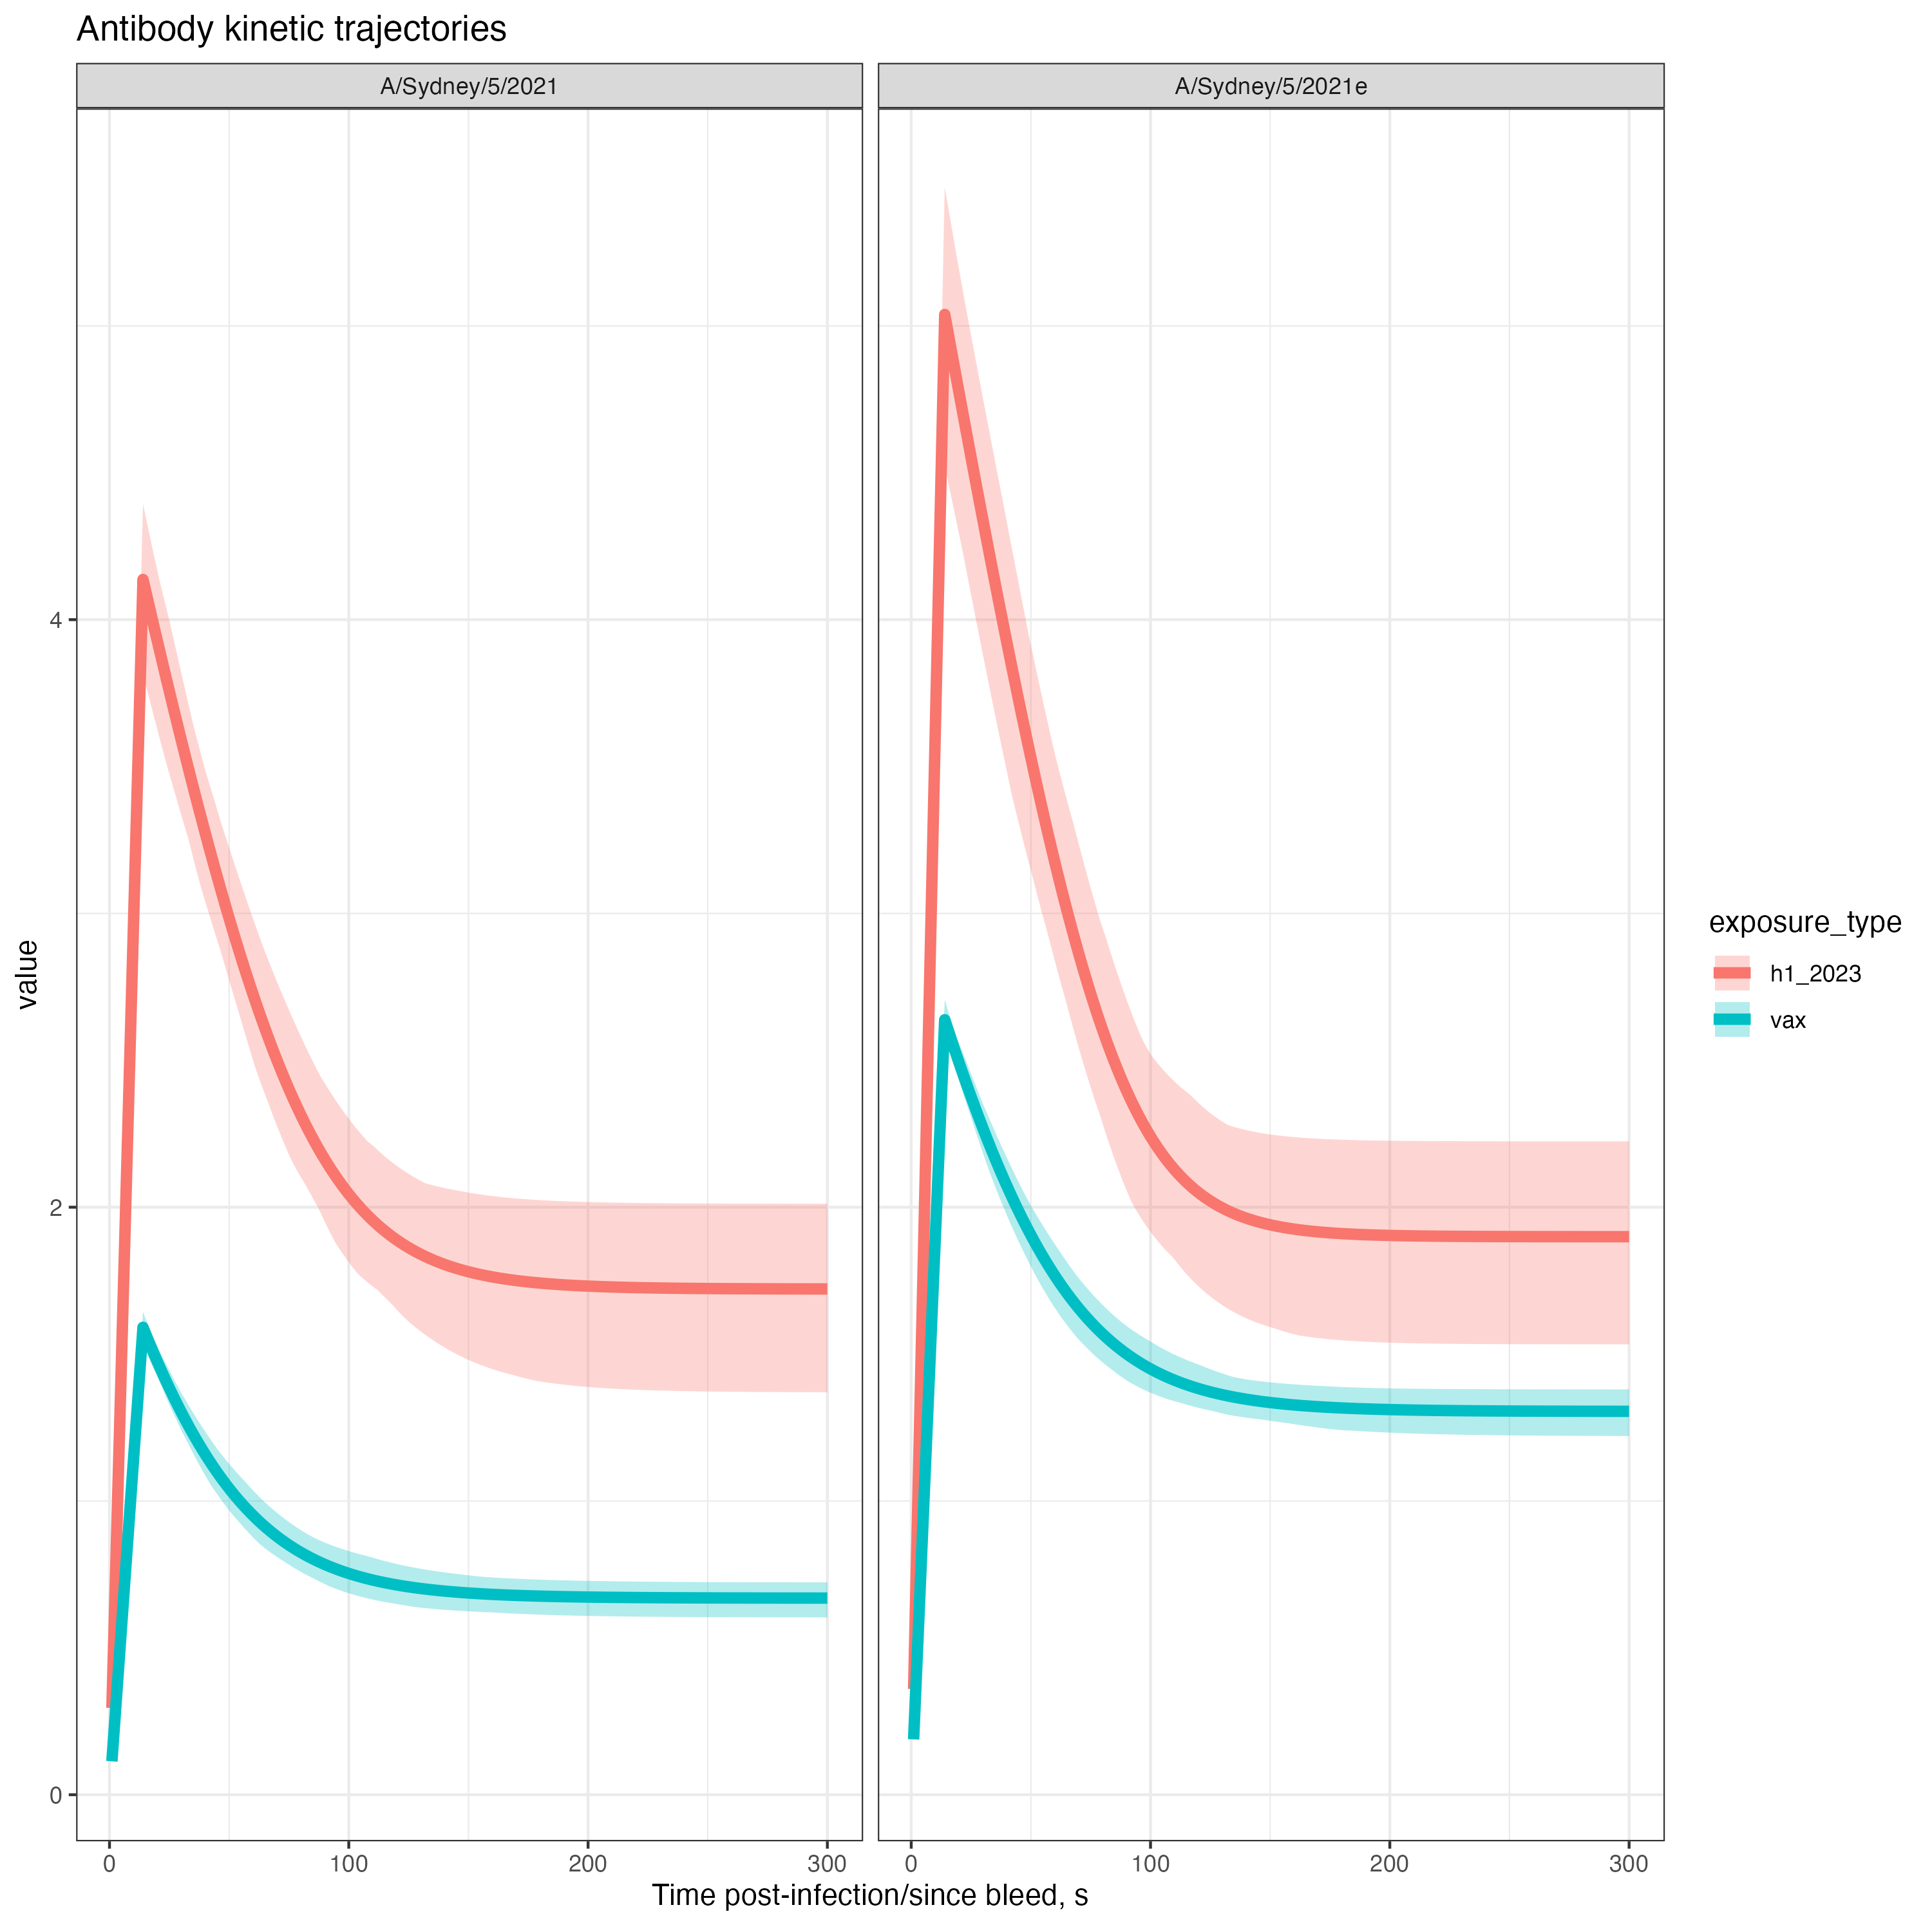 Antibody kinetic trajectories
A/Sydney/5/2021
A/Sydney/5/2021e
value
4
2
0
0
100
200
300
0
100
200
300
Time post-infection/since bleed, s
exposure_type
h1_2023
vax